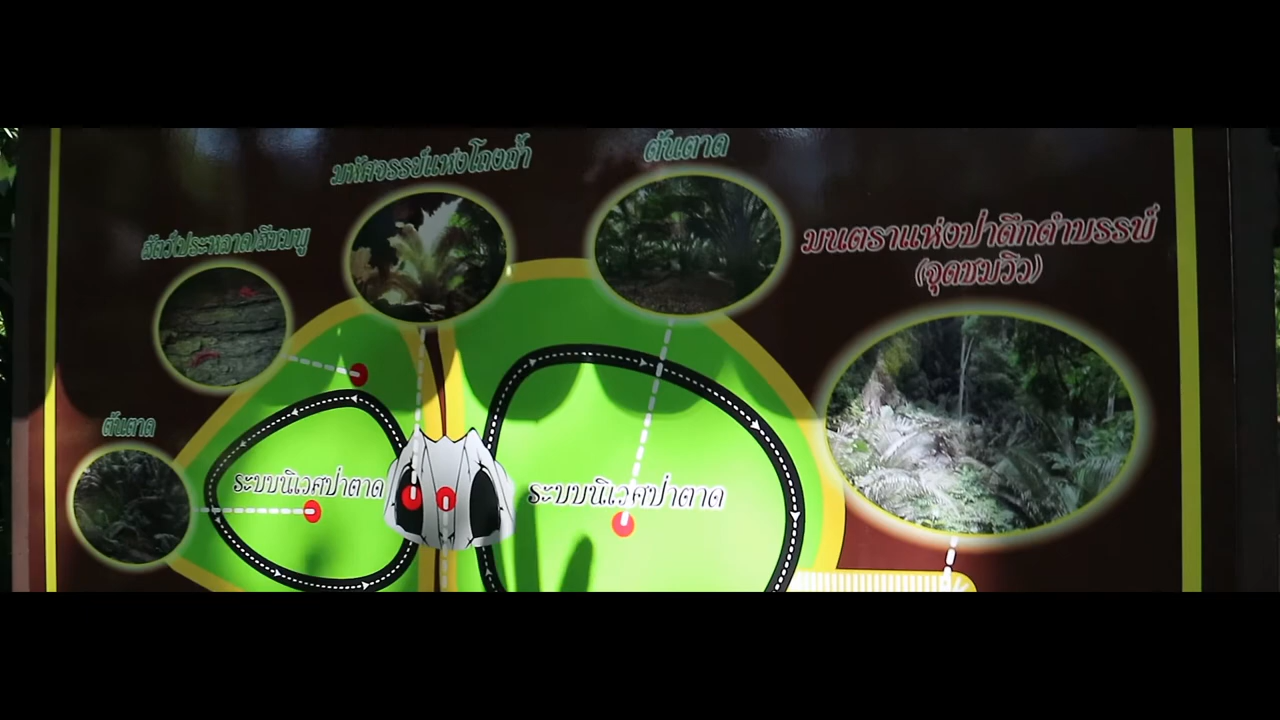 มหัศจรรย์แห่งโถงถ้ำ
ต้นตาด
สัตว์ประหลาดสีชมพู
มนตราแห่งป่าดึกดำบรรพ์
(จุดชมวิว)
ต้นตาด
ระบบนิเวศป่าตาด
ระบบนิเวศป่าตาด